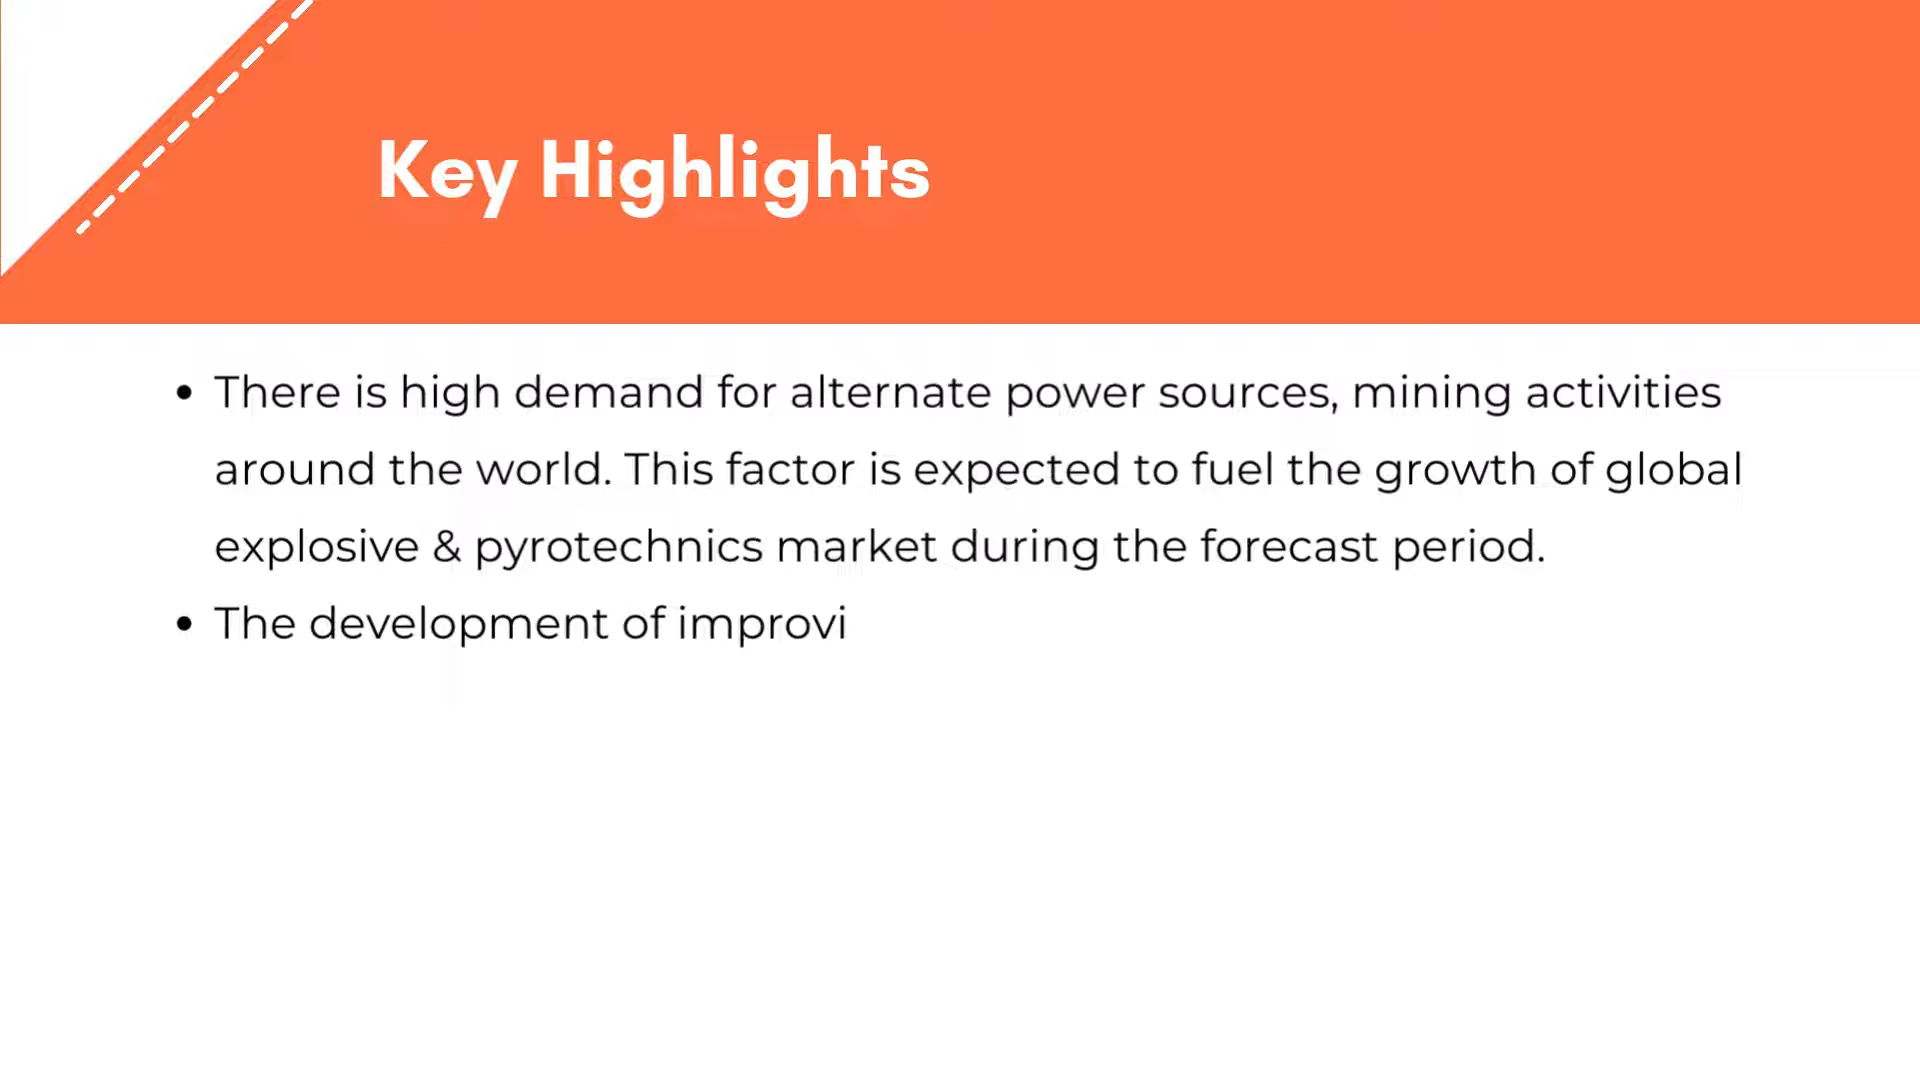 Key Highlights
• There is high demand for alternate power sources, mining activities
around the world. This factor is expected to fuel the growth of global
explosive & pyrotechnics market during the forecast period.
• The development of improvi